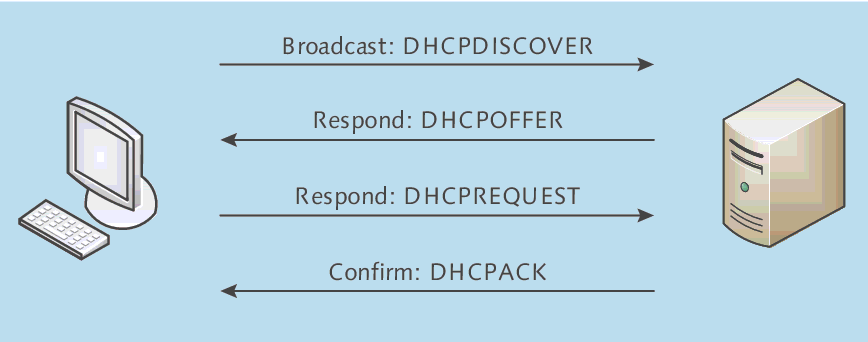 Broadcast: DHCPDISCOVER
Respond: DHCPOFFER
Respond: DHCPREQUEST
Confirm: DHCPACK